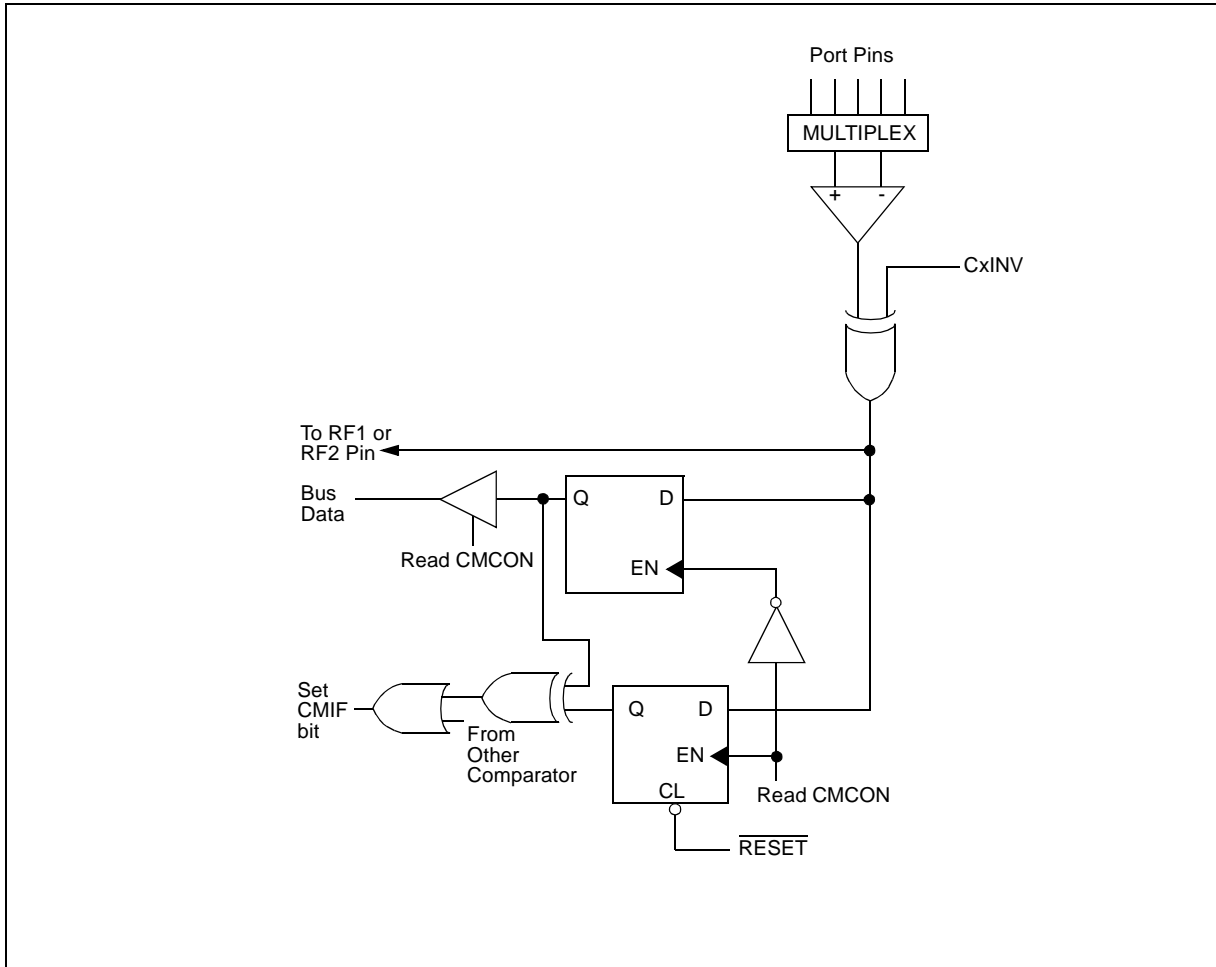 Port Pins
MULTIPLEX
+ -
CxINV
To RF1 or
RF2 Pin
Bus
Data
Q D
Read CMCON
EN
Set
CMIF
bit
From
Other
Comparator
Q D
EN
CL
Read CMCON
RESET